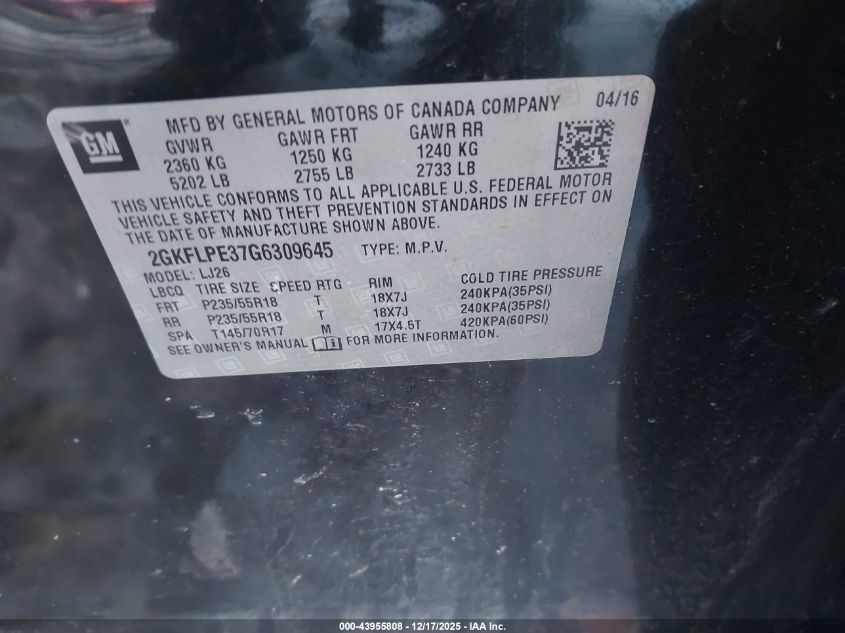 GM ®
MFD BY GENERAL MOTORS OF CANADA COMPANY 04/16
GVWR GAWR FRT GAWR RR
2360 KG 1250 KG 1240 KG
5202 LB 2755 LB 2733 LB
THIS VEHICLE CONFORMS TO ALL APPLICABLE U.S. FEDERAL MOTOR
VEHICLE SAFETY AND THEFT PREVENTION STANDARDS IN EFFECT ON
THE DATE OF MANUFACTURE SHOWN ABOVE.
2GKFLPE37G6309645 TYPE: M.P.V.
MODEL: LJ26
LBCQ TIRE SIZE SPEED RTG RIM COLD TIRE PRESSURE
FRT P235/55R18 T 18X7J 240KPA(35PSI)
RR P235/55R18 T 18X7J 240KPA(35PSI)
SPA T145/70R17 M 17X4.5T 420KPA(60PSI)
SEE OWNER'S MANUAL FOR MORE INFORMATION.
000-43955808 - 12/17/2025 - IAA Inc.